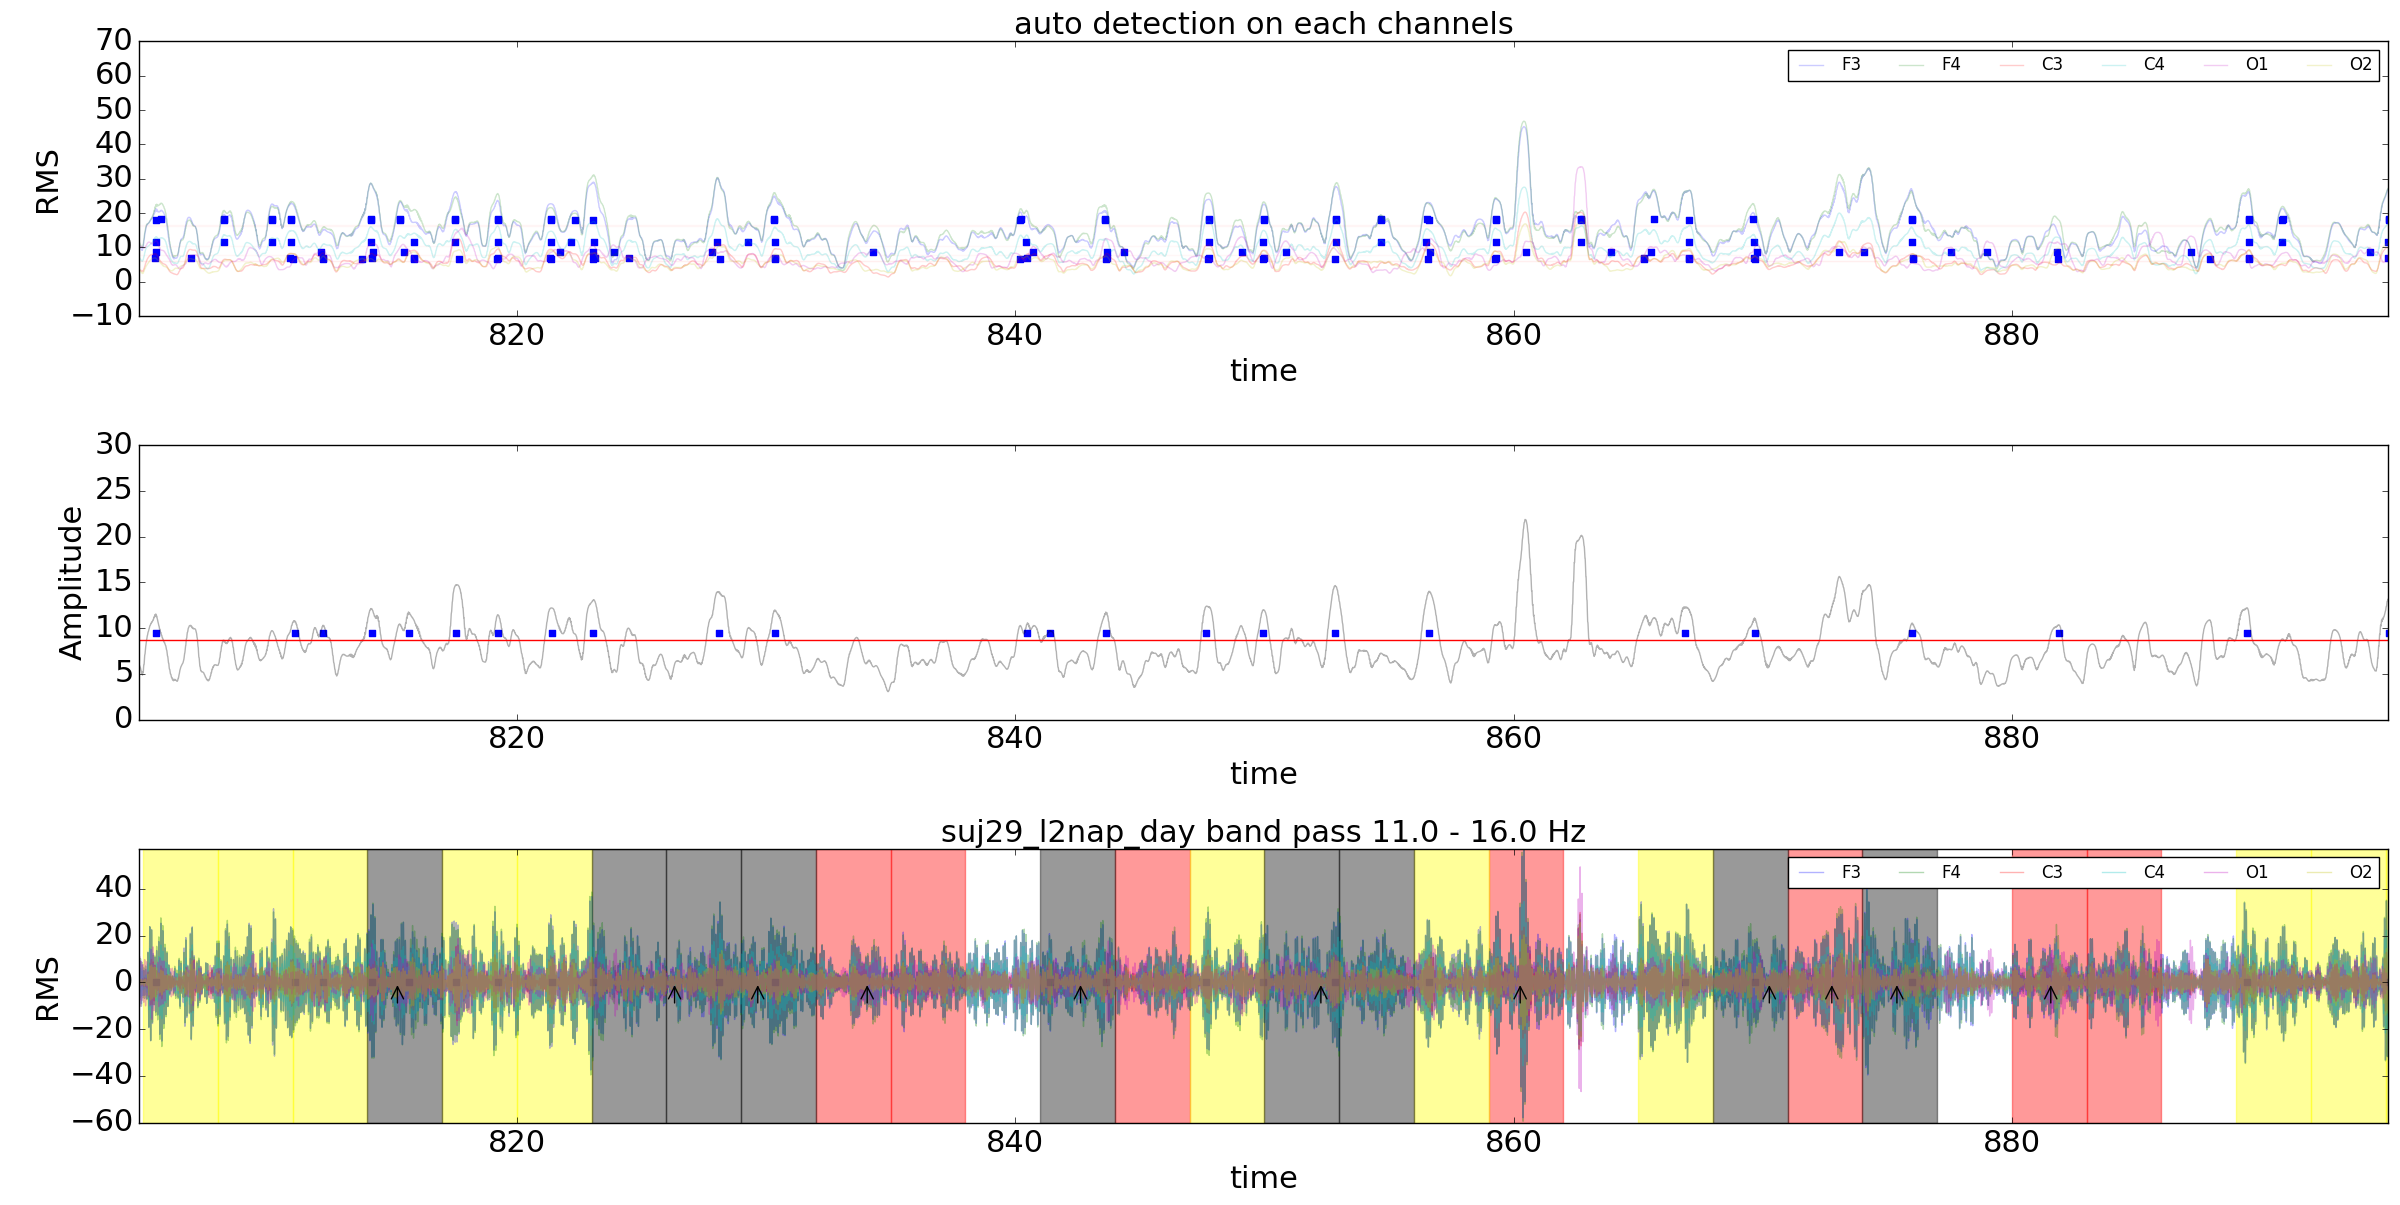 auto detection on each channels
70
60
50
40
30
20
10
0
−10
RMS
F3 F4 C3 C4 O1 O2
820 840 860 880
time
30
25
20
15
10
5
0
Amplitude
820 840 860 880
time
suj29_l2nap_day band pass 11.0 - 16.0 Hz
40
20
0
−20
−40
−60
RMS
F3 F4 C3 C4 O1 O2
820 840 860 880
time